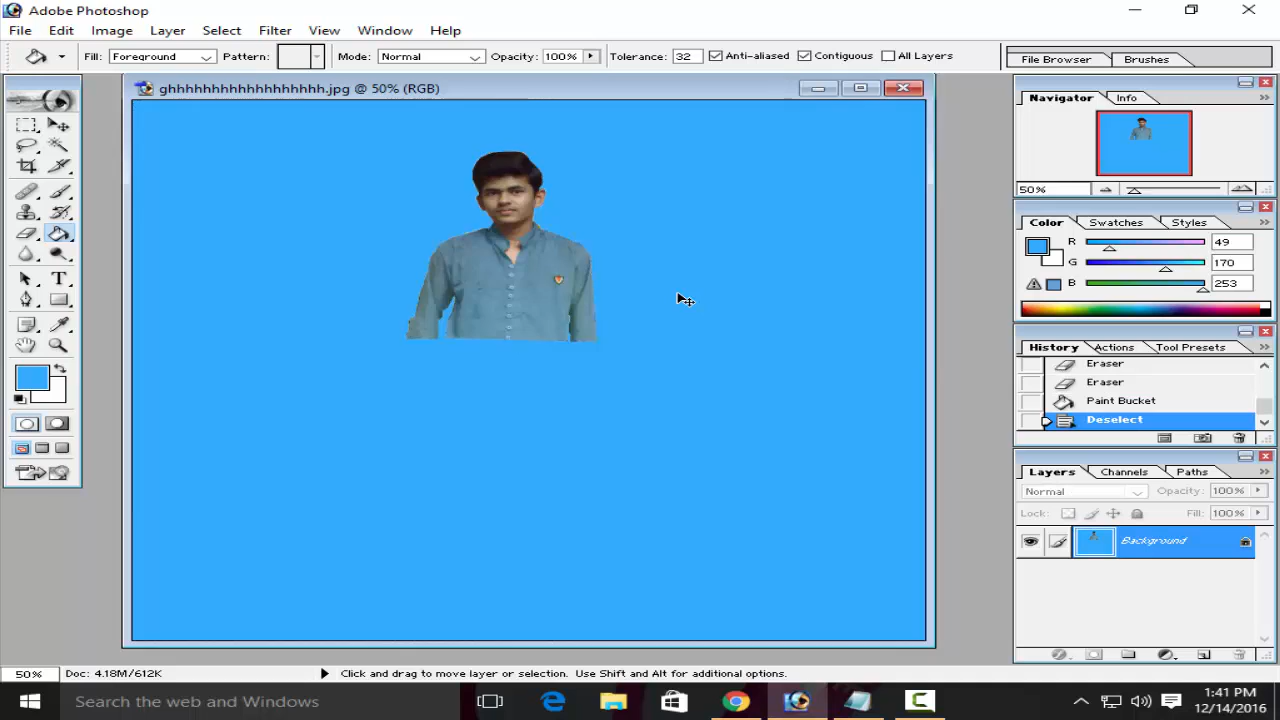 Adobe Photoshop
File Edit Image Layer Select Filter View Window Help
Fill: Foreground Pattern: Mode: Normal Opacity: 100% Tolerance: 32 Anti-aliased Contiguous All Layers
File Browser Brushes
ghhhhhhhhhhhhhhhhhh.jpg @ 50% (RGB)
Navigator Info
50%
Color Swatches Styles
R 49
G 170
B 253
History Actions Tool Presets
Eraser
Eraser
Paint Bucket
Deselect
Layers Channels Paths
Normal Opacity: 100%
Lock: Fill: 100%
Background
T
50% Doc: 4.18M/612K Click and drag to move layer or selection. Use Shift and Alt for additional options.
Search the web and Windows
1:41 PM
12/14/2016